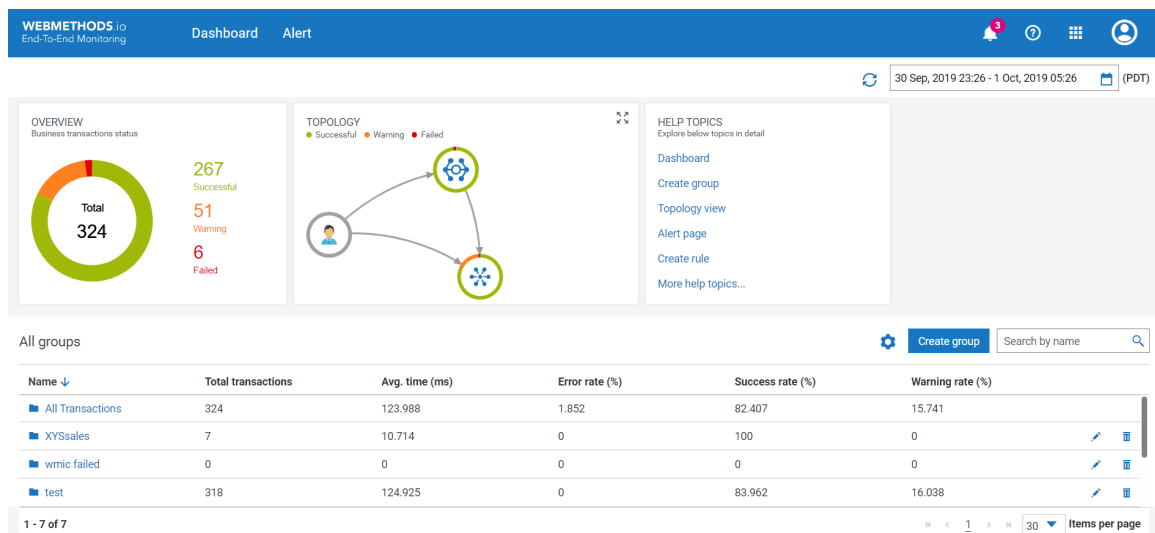 WEBMETHODS.io
End-To-End Monitoring
Dashboard Alert
3
30 Sep, 2019 23:26 - 1 Oct, 2019 05:26 (PDT)
OVERVIEW
Business transactions status
Total
324
267
Successful
51
Warning
6
Failed
TOPOLOGY
Successful Warning Failed
HELP TOPICS
Explore below topics in detail
Dashboard
Create group
Topology view
Alert page
Create rule
More help topics...
All groups
Create group
Search by name
Name Total transactions Avg. time (ms) Error rate (%) Success rate (%) Warning rate (%)
All Transactions 324 123.988 1.852 82.407 15.741
XYSsales 7 10.714 0 100 0
wmic failed 0 0 0 0 0
test 318 124.925 0 83.962 16.038
1 - 7 of 7
1
30
Items per page